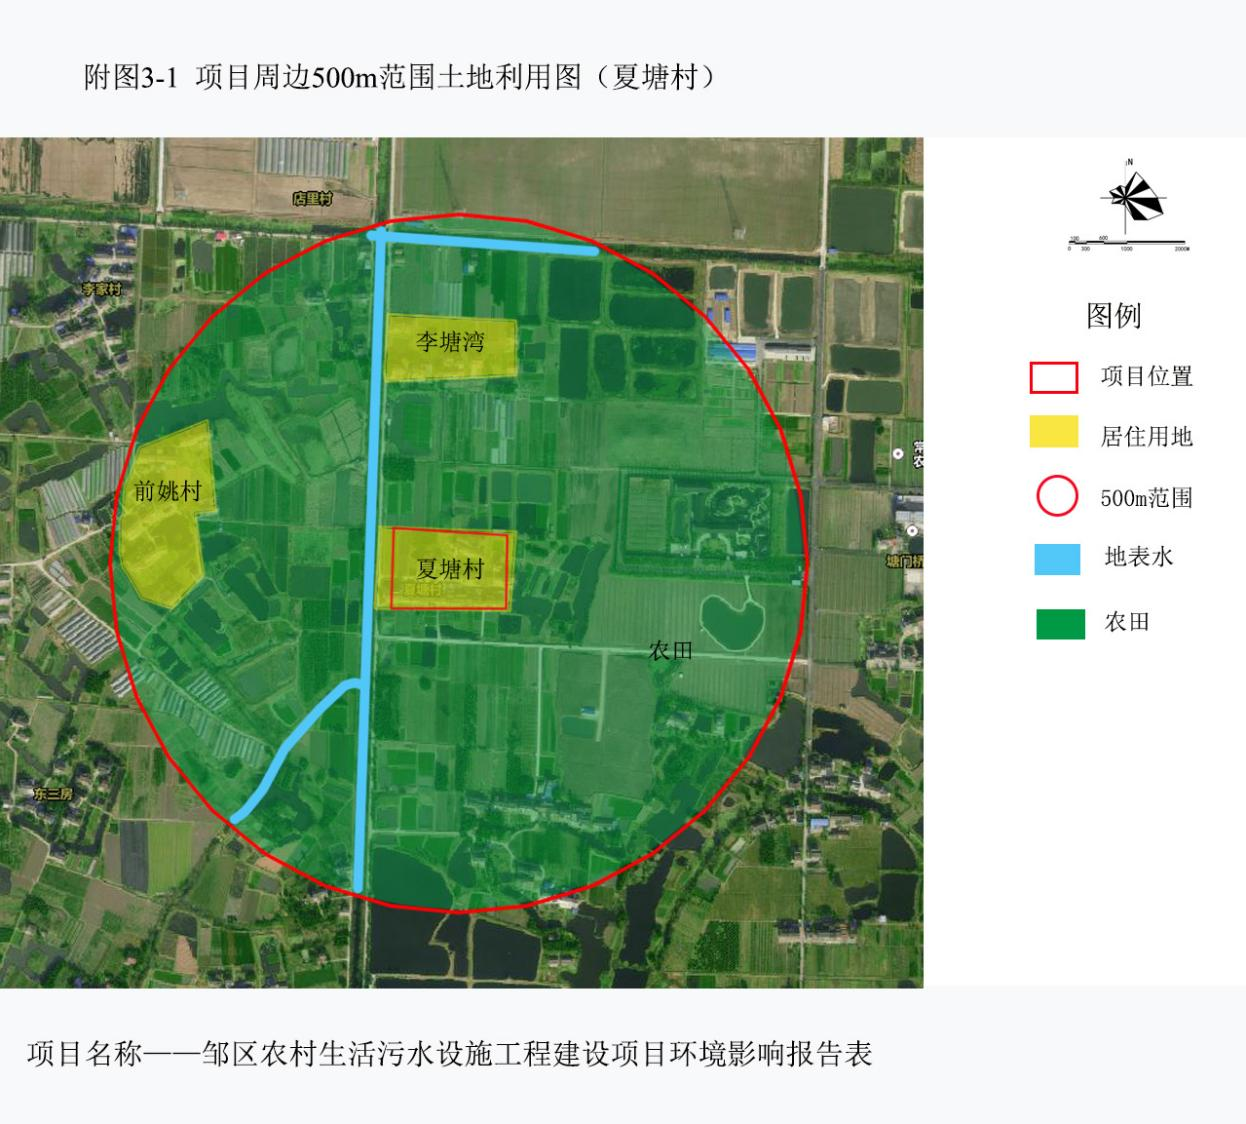 附图3-1 项目周边500m范围土地利用图（夏塘村）
店里村
李家村
李塘湾
前姚村
夏塘村
农田
东三房
N
图例
项目位置
居住用地
500m范围
地表水
农田
项目名称——邹区农村生活污水设施工程建设项目环境影响报告表